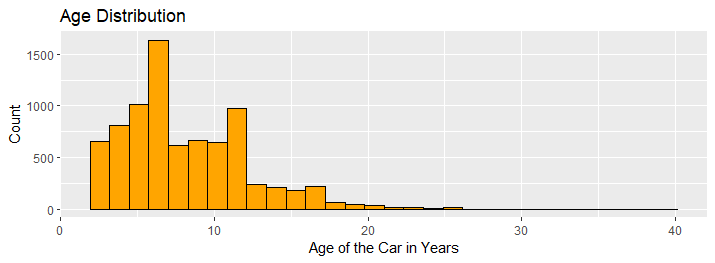 Age Distribution
1500
1000
500
0
Count
0 10 20 30 40
Age of the Car in Years